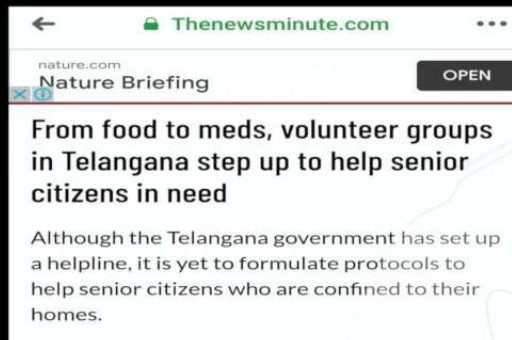 Thenewsminute.com
nature.com
Nature Briefing
OPEN
From food to meds, volunteer groups
in Telangana step up to help senior
citizens in need
Although the Telangana government has set up
a helpline, it is yet to formulate protocols to
help senior citizens who are confined to their
homes.